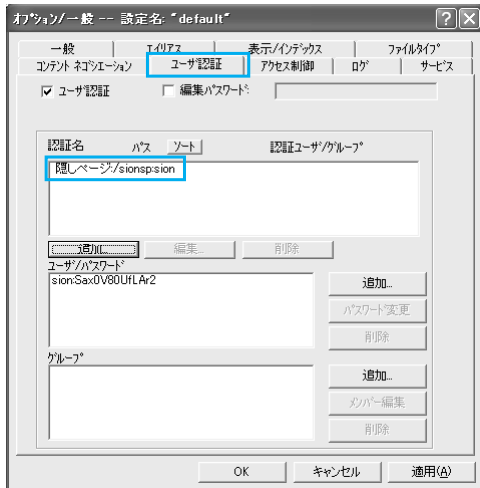 オプション/一般 -- 設定名: "default"
一般 エイリアス 表示/インデックス ファイルタイプ
コンテント ネゴシエーション ユーザ認証 アクセス制御 ログ サービス
ユーザ認証 編集パスワード:
認証名 パス ソート 認証ユーザ/グループ
隠しページ:/sionsp:sion
追加... 編集... 削除
ユーザ/パスワード
sion:Sax0V80UfLAr2
追加...
パスワード変更
削除
グループ
追加...
メンバー編集
削除
OK キャンセル 適用(A)